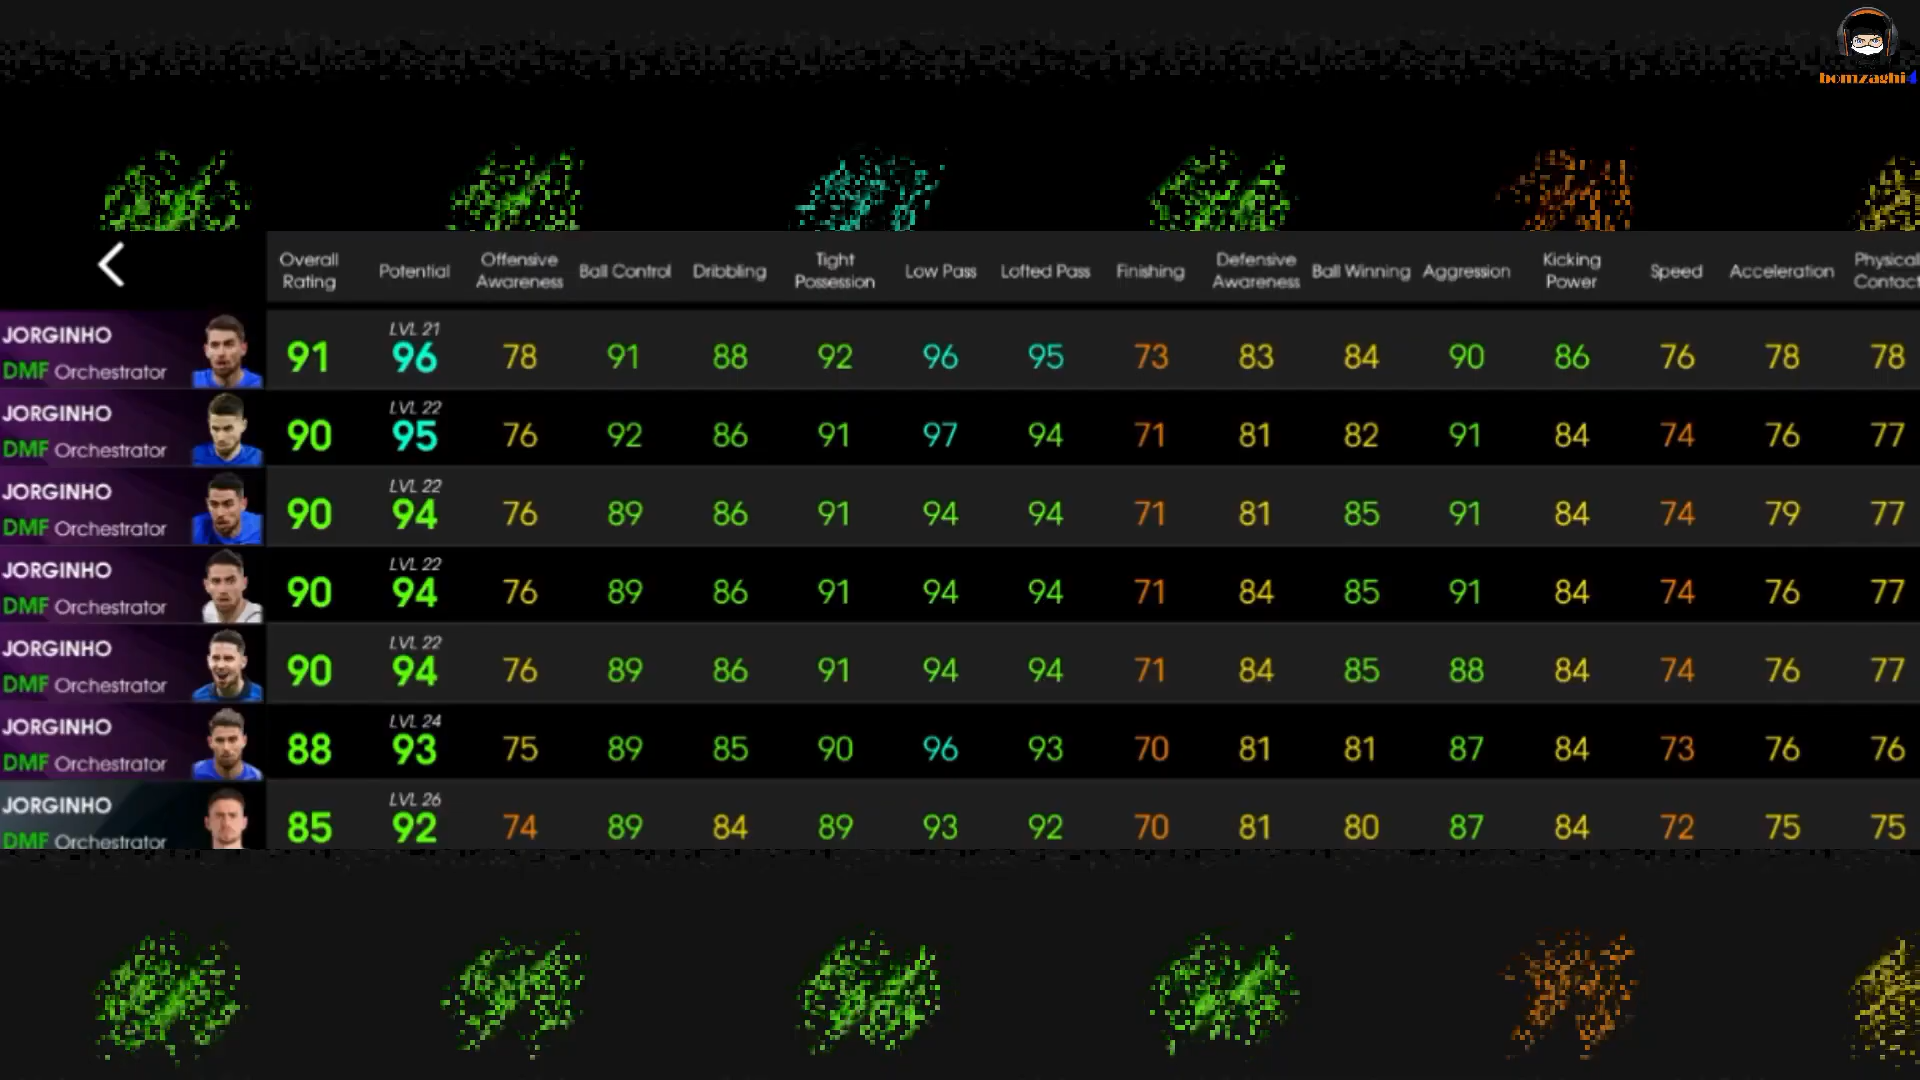 bomzaghi4
Overall Rating Potential Offensive Awareness Ball Control Dribbling Tight Possession Low Pass Lofted Pass Finishing Defensive Awareness Ball Winning Aggression Kicking Power Speed Acceleration Physical Contact
JORGINHO LVL 21
DMF Orchestrator 91 96 78 91 88 92 96 95 73 83 84 90 86 76 78 78
JORGINHO LVL 22
DMF Orchestrator 90 95 76 92 86 91 97 94 71 81 82 91 84 74 76 77
JORGINHO LVL 22
DMF Orchestrator 90 94 76 89 86 91 94 94 71 81 85 91 84 74 79 77
JORGINHO LVL 22
DMF Orchestrator 90 94 76 89 86 91 94 94 71 84 85 91 84 74 76 77
JORGINHO LVL 22
DMF Orchestrator 90 94 76 89 86 91 94 94 71 84 85 88 84 74 76 77
JORGINHO LVL 24
DMF Orchestrator 88 93 75 89 85 90 96 93 70 81 81 87 84 73 76 76
JORGINHO LVL 26
DMF Orchestrator 85 92 74 89 84 89 93 92 70 81 80 87 84 72 75 75